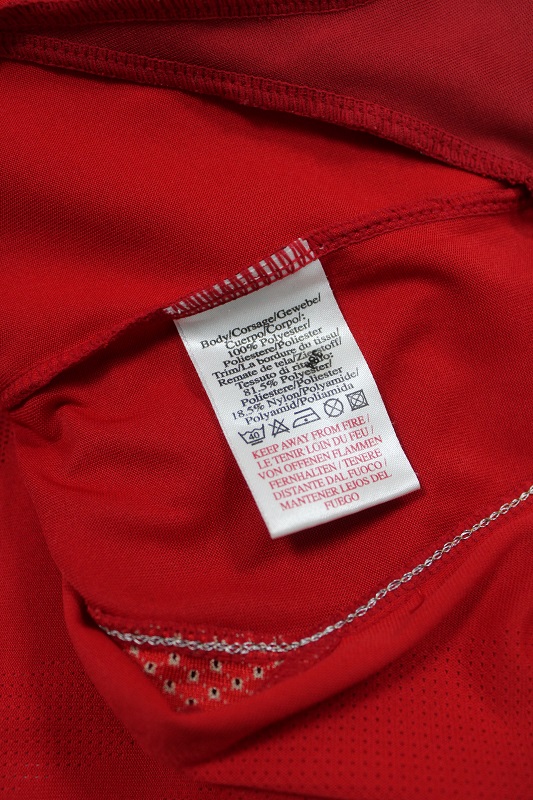 Body/Corsage/Gewebe/
Cuerpo/Corpo/:
100% Polyester/
Poliestere/Poliester
Trim/La bordure du tissu/
Remate de tela/Zierstoff/
Tessuto di ritaglio:
81.5% Polyester/
Poliestere/Poliester
18.5% Nylon/Polyamide/
Polyamid/Poliamida
40
KEEP AWAY FROM FIRE /
LE TENIR LOIN DU FEU /
VON OFFENEN FLAMMEN
FERNHALTEN / TENERE
DISTANTE DAL FUOCO /
MANTENER LEJOS DEL
FUEGO